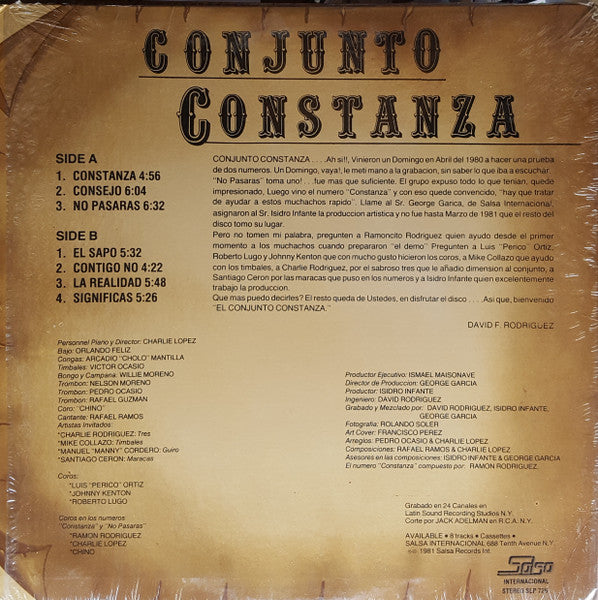 CONJUNTO
CONSTANZA
SIDE A
1. CONSTANZA 4:56
2. CONSEJO 6:04
3. NO PASARAS 6:32
SIDE B
1. EL SAPO 5:32
2. CONTIGO NO 4:22
3. LA REALIDAD 5:48
4. SIGNIFICAS 5:26
CONJUNTO CONSTANZA . . . .Ah si!!, Vinieron un Domingo en Abril del 1980 a hacer una prueba
de dos numeros. Un Domingo, vaya!, le meti mano a la grabacion, sin saber lo que iba a escuchar.
"No Pasaras" toma uno! . . .fue mas que suficiente. El grupo expuso todo lo que tenian, quede
impresionado, Luego vino el numero "Constanza" y con eso quede convencido, "hay que tratar
de ayudar a estos muchachos rapido". Llame al Sr. George Garica, de Salsa Internacional,
asignaron al Sr. Isidro Infante la produccion artistica y no fue hasta Marzo de 1981 que el resto del
disco tomo su lugar.
Pero no tomen mi palabra, pregunten a Ramoncito Rodriguez quien ayudo desde el primer
momento a los muchachos cuando prepararon "el demo" Pregunten a Luis "Perico" Ortiz,
Roberto Lugo y Johnny Kenton que con mucho gusto hicieron los coros, a Mike Collazo que ayudo
con los timbales, a Charlie Rodriguez, por el sabroso tres que le añadio dimension al conjunto, a
Santiago Ceron por las maracas que puso en los numeros y a Isidro Infante quien excelentemente
trabajo la produccion.
Que mas puedo decirles? El resto queda de Ustedes, en disfrutar el disco . . . .Asi que, bienvenido
"EL CONJUNTO CONSTANZA."
DAVID F. RODRIGUEZ
Personnel Piano y Director: CHARLIE LOPEZ
Bajo: ORLANDO FELIZ
Congas: ARCADIO "CHOLO" MANTILLA
Timbales: VICTOR OCASIO
Bongo y Campana: WILLIE MORENO
Trombon: NELSON MORENO
Trombon: PEDRO OCASIO
Trombon: RAFAEL GUZMAN
Coro: "CHINO"
Cantante: RAFAEL RAMOS
Artistas Invitados:
*CHARLIE RODRIGUEZ: Tres
*MIKE COLLAZO: Timbales
*MANUEL "MANNY" CORDERO: Guiro
*SANTIAGO CERON: Maracas
Coros:
*LUIS "PERICO" ORTIZ
*JOHNNY KENTON
*ROBERTO LUGO
Coros en los numeros
"Constanza" y "No Pasaras"
*RAMON RODRIGUEZ
*CHARLIE LOPEZ
*CHINO
Productor Ejecutivo: ISMAEL MAISONAVE
Director de Produccion: GEORGE GARCIA
Productor: ISIDRO INFANTE
Ingeniero: DAVID RODRIGUEZ
Grabado y Mezclado por: DAVID RODRIGUEZ, ISIDRO INFANTE;
GEORGE GARCIA
Fotografia: ROLANDO SOLER
Art Cover: FRANCISCO PEREZ
Arreglos: PEDRO OCASIO & CHARLIE LOPEZ
Composiciones: RAFAEL RAMOS & CHARLIE LOPEZ
Asesores en las composiciones: ISIDRO INFANTE & GEORGE GARCIA
El numero "Constanza" compuesto por: RAMON RODRIGUEZ.
Grabado en 24 Canales en
Latin Sound Recording Studios N.Y.
Corte por JACK ADELMAN en R.C.A. N.Y.
AVAILABLE • 8 tracks • Cassettes •
SALSA INTERNACIONAL 688 Tenth Avenue N.Y.
1981 Salsa Records Int
Salsa
INTERNACIONAL
STEREO SLP 725